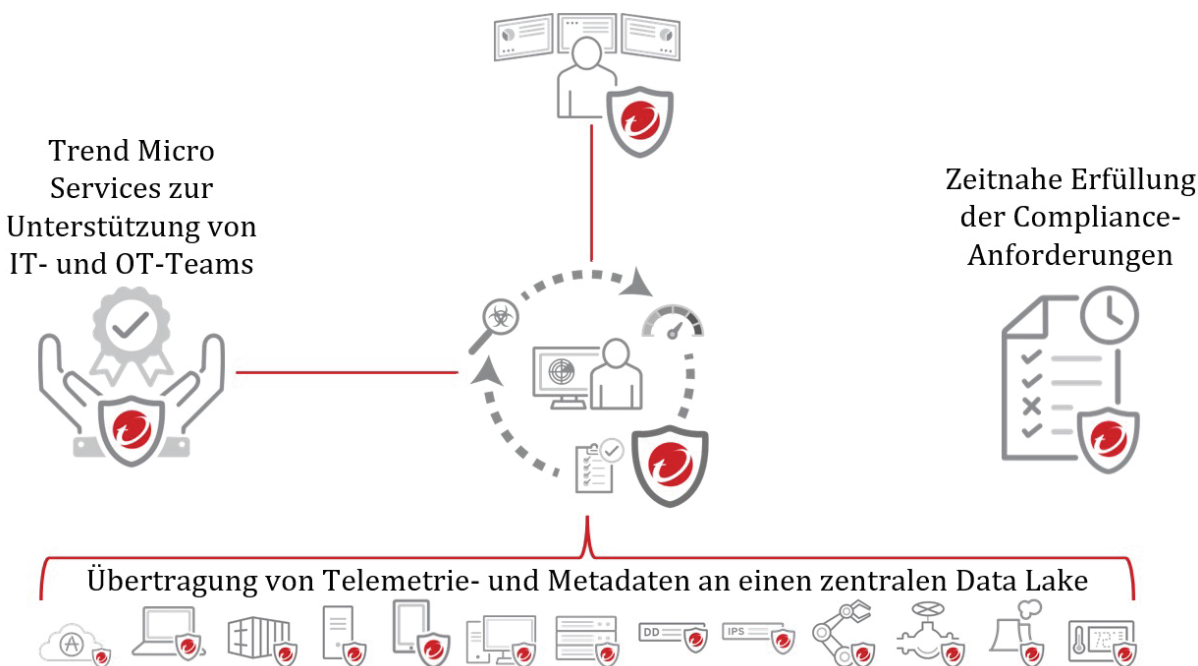 Trend Micro
Services zur
Unterstützung von
IT- und OT-Teams
Zeitnahe Erfüllung
der Compliance-
Anforderungen
Übertragung von Telemetrie- und Metadaten an einen zentralen Data Lake
A
DD
IPS
72°